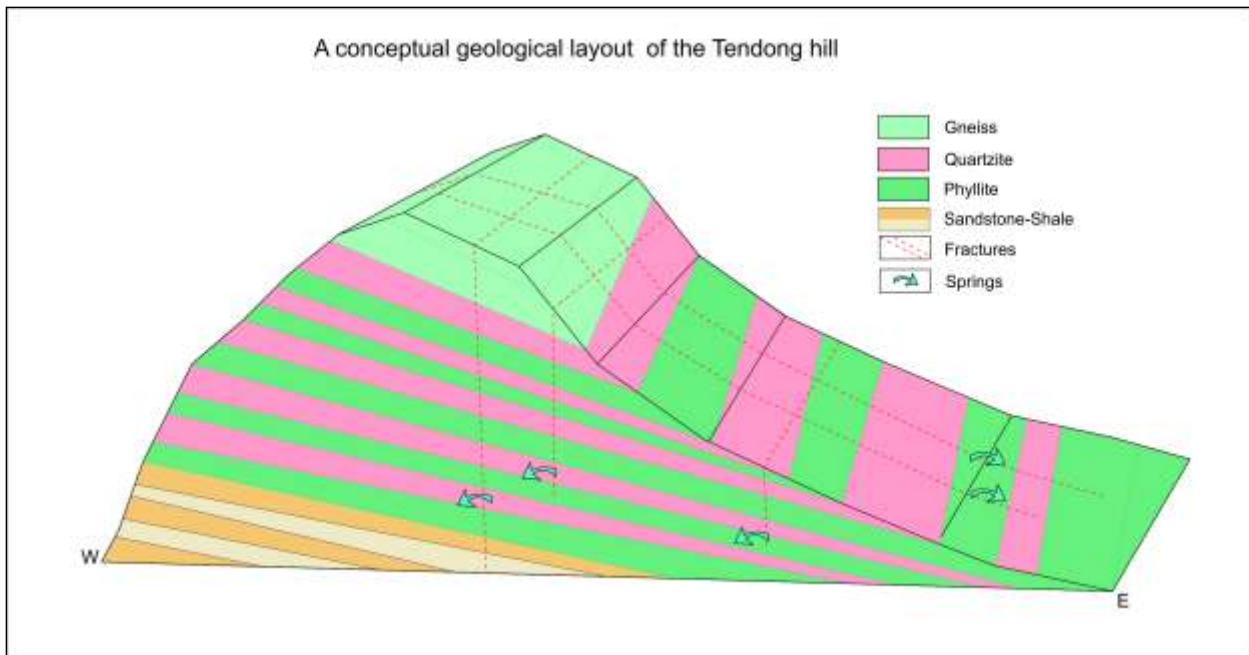 A conceptual geological layout of the Tendong hill
Gneiss
Quartzite
Phyllite
Sandstone-Shale
Fractures
Springs
W
E